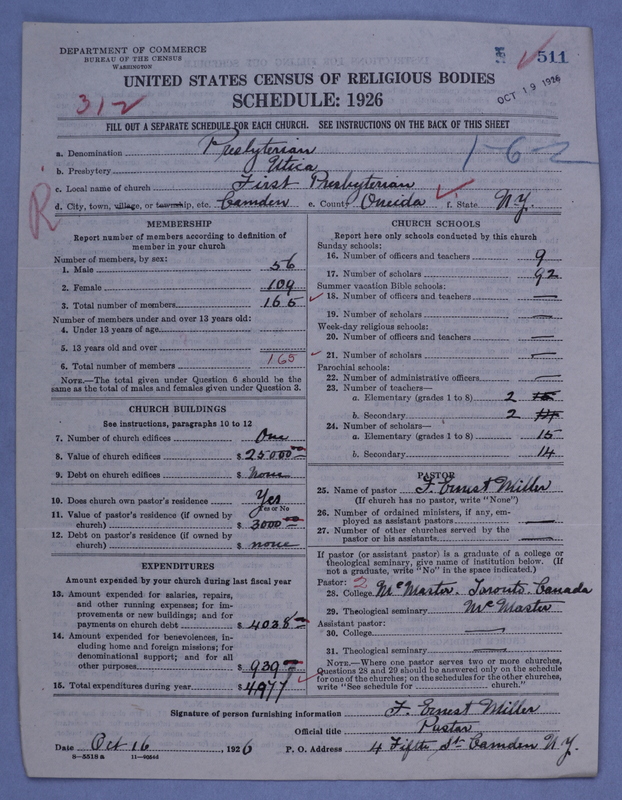 DEPARTMENT OF COMMERCE
BUREAU OF THE CENSUS
WASHINGTON
511
OCT 19 1926
UNITED STATES CENSUS OF RELIGIOUS BODIES
312
SCHEDULE: 1926
FILL OUT A SEPARATE SCHEDULE FOR EACH CHURCH. SEE INSTRUCTIONS ON THE BACK OF THIS SHEET
1-6-2
a. Denomination Presbyterian
b. Presbytery Utica
c. Local name of church First Presbyterian
R
d. City, town, village, or township, etc. Camden e. County Oneida f. State N.Y.
MEMBERSHIP
Report number of members according to definition of member in your church
Number of members, by sex:
1. Male 56
2. Female 109
3. Total number of members 165
Number of members under and over 13 years old:
4. Under 13 years of age
5. 13 years old and over
6. Total number of members 165
NOTE.—The total given under Question 6 should be the
same as the total of males and females given under Question 3.
CHURCH BUILDINGS
See instructions, paragraphs 10 to 12
7. Number of church edifices One
8. Value of church edifices $ 25000.00
9. Debt on church edifices $ None
10. Does church own pastor's residence Yes
Yes or No
11. Value of pastor's residence (if owned by
church) $ 3000.00
12. Debt on pastor's residence (if owned by
church) $ none
EXPENDITURES
Amount expended by your church during last fiscal year
13. Amount expended for salaries, repairs,
and other running expenses; for im-
provements or new buildings; and for
payments on church debt $ 4038
14. Amount expended for benevolences, in-
cluding home and foreign missions; for
denominational support; and for all
other purposes $ 939
15. Total expenditures during year $ 4977
CHURCH SCHOOLS
Report here only schools conducted by this church
Sunday schools:
16. Number of officers and teachers 9
17. Number of scholars 92
Summer vacation Bible schools:
18. Number of officers and teachers —
19. Number of scholars —
Week-day religious schools:
20. Number of officers and teachers —
21. Number of scholars —
Parochial schools:
22. Number of administrative officers —
23. Number of teachers—
a. Elementary (grades 1 to 8) 2 15
b. Secondary 2 14
24. Number of scholars—
a. Elementary (grades 1 to 8) 15
b. Secondary 14
PASTOR
25. Name of pastor F. Ernest Miller
(If church has no pastor, write "None")
26. Number of ordained ministers, if any, em-
ployed as assistant pastors —
27. Number of other churches served by the
pastor or his assistants —
If pastor (or assistant pastor) is a graduate of a college or
theological seminary, give name of institution below. (If
not a graduate, write "No" in the space indicated.)
Pastor: 2
28. College McMaster. Toronto. Canada
29. Theological seminary McMaster
Assistant pastor:
30. College —
31. Theological seminary —
NOTE.—Where one pastor serves two or more churches,
Questions 28 and 29 should be answered only on the schedule
for one of the churches; on the schedules for the other churches,
write "See schedule for church."
Signature of person furnishing information F. Ernest Miller
Official title Pastor
Date Oct 16, 1926 P. O. Address 4 Fifth St Camden N.Y.
8—5518 a